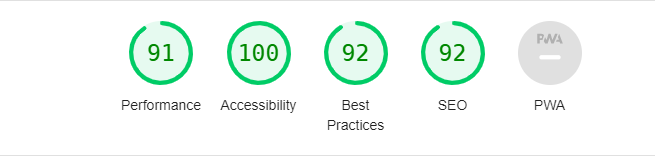 91 100 92 92 PWA
Performance Accessibility Best Practices SEO PWA